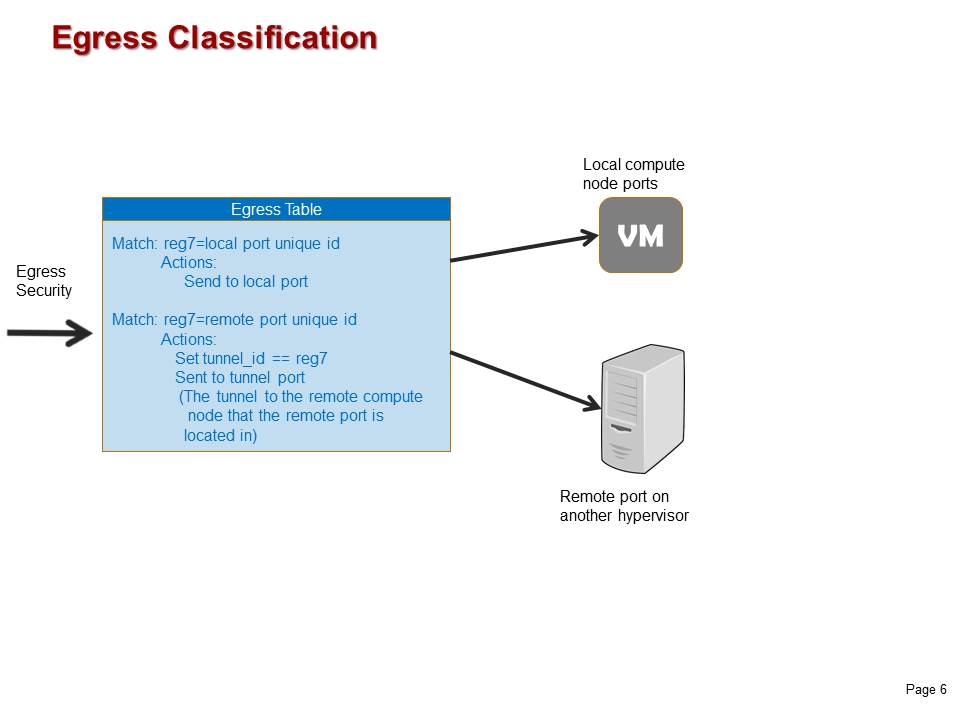 Egress Classification
Local compute
node ports
Egress Table
VM
Match: reg7=local port unique id
Actions:
Send to local port
Egress
Security
Match: reg7=remote port unique id
Actions:
Set tunnel_id == reg7
Sent to tunnel port
(The tunnel to the remote compute
node that the remote port is
located in)
Remote port on
another hypervisor
Page 6